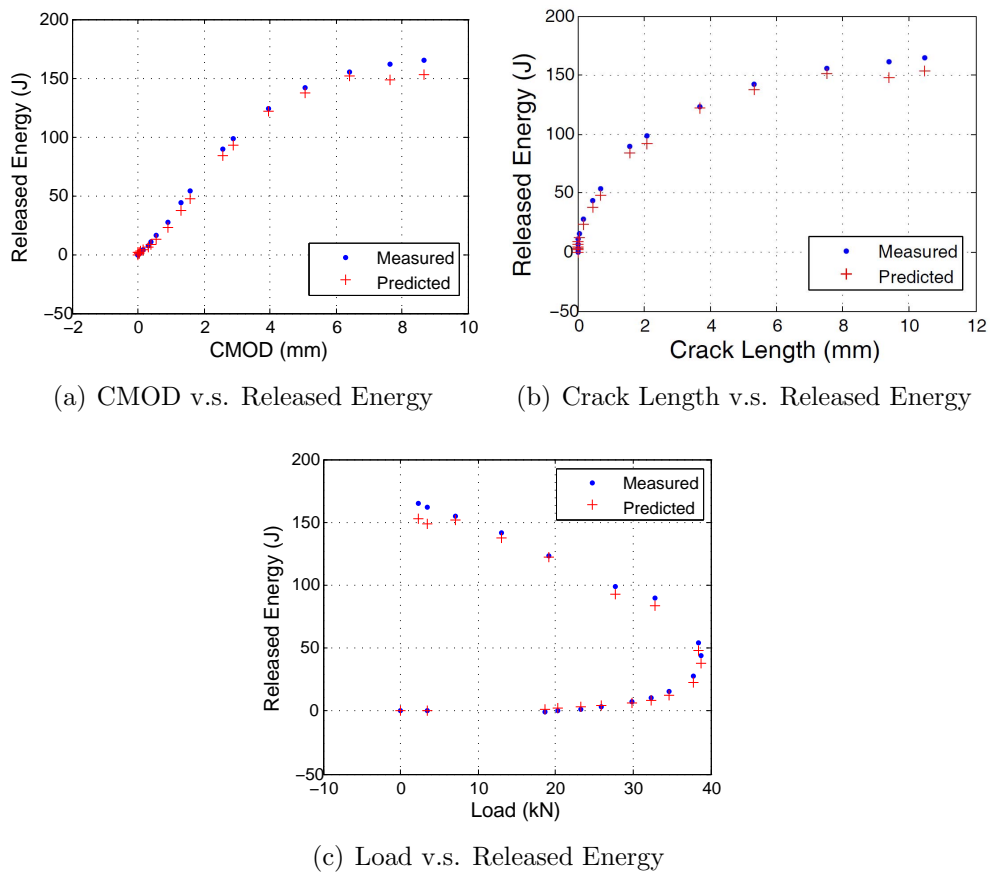 200
150
100
50
0
−50
−2 0 2 4 6 8 10
Released Energy (J)
CMOD (mm)
Measured
Predicted
(a) CMOD v.s. Released Energy
200
150
100
50
0
−50
0 2 4 6 8 10 12
Released Energy (J)
Crack Length (mm)
Measured
Predicted
(b) Crack Length v.s. Released Energy
200
150
100
50
0
−50
−10 0 10 20 30 40
Released Energy (J)
Load (kN)
Measured
Predicted
(c) Load v.s. Released Energy